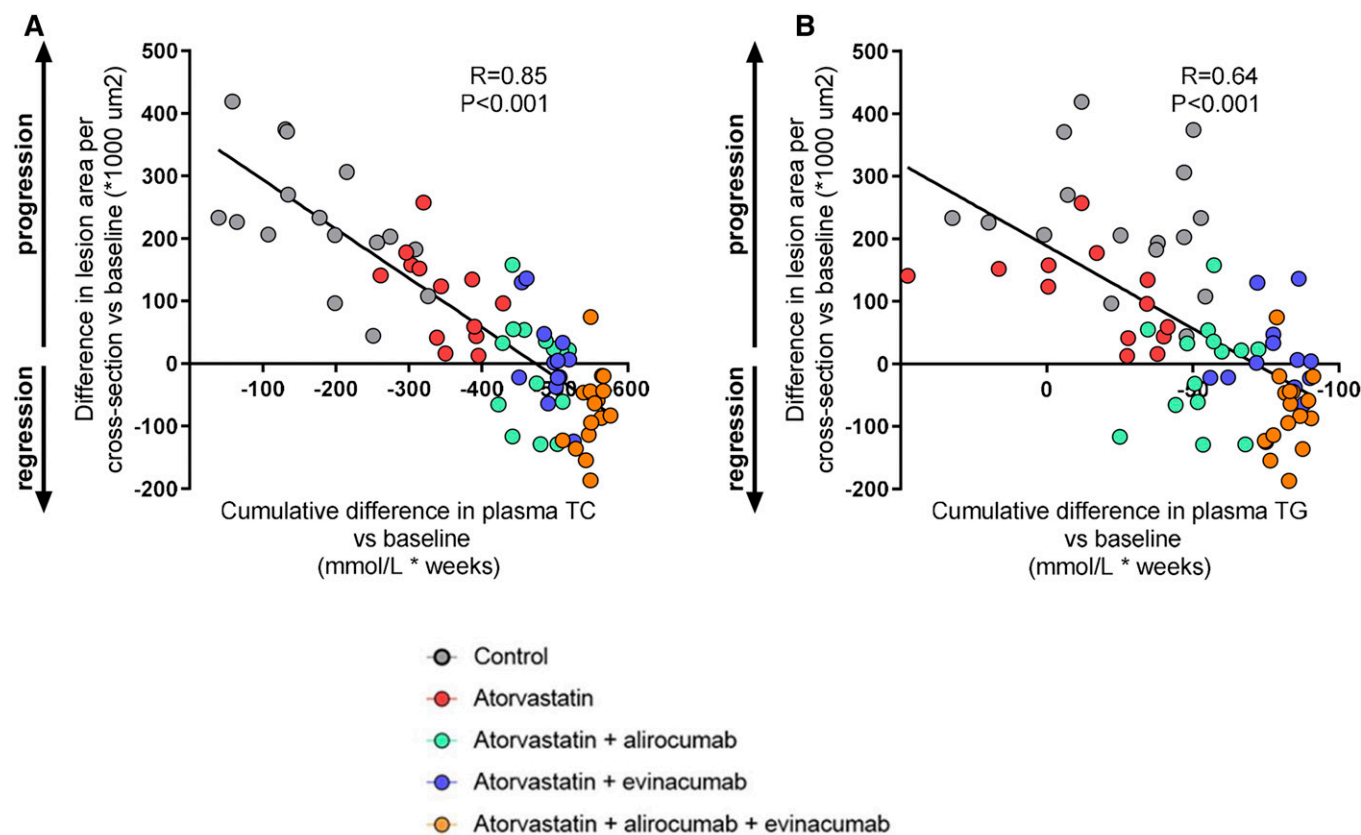 A
500
400
300
200
100
0
-100
-200
progression
regression
Difference in lesion area per
cross-section vs baseline (*1000 um2)
R=0.85
P<0.001
-100
-200
-300
-400
-500
-600
Cumulative difference in plasma TC
vs baseline
(mmol/L * weeks)
B
500
400
300
200
100
0
-100
-200
progression
regression
Difference in lesion area per
cross-section vs baseline (*1000 um2)
R=0.64
P<0.001
0
-50
-100
Cumulative difference in plasma TG
vs baseline
(mmol/L * weeks)
Control
Atorvastatin
Atorvastatin + alirocumab
Atorvastatin + evinacumab
Atorvastatin + alirocumab + evinacumab